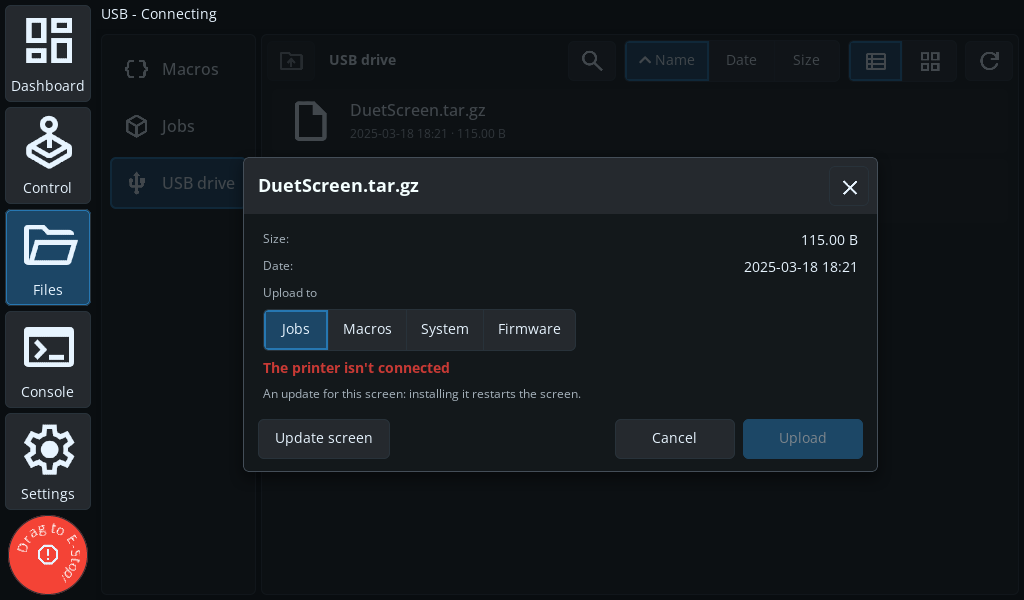 USB - Connecting
Dashboard
Control
Files
Console
Settings
Drag to E-Stop!
Macros
Jobs
USB drive
USB drive
Name
Date
Size
DuetScreen.tar.gz
2025-03-18 18:21 · 115.00 B
DuetScreen.tar.gz
Size:
115.00 B
Date:
2025-03-18 18:21
Upload to
Jobs
Macros
System
Firmware
The printer isn't connected
An update for this screen: installing it restarts the screen.
Update screen
Cancel
Upload